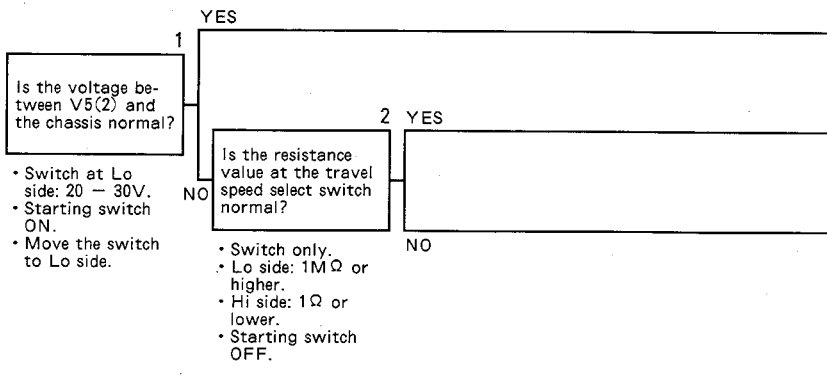 YES
1
Is the voltage be-
tween V5(2) and
the chassis normal?
• Switch at Lo
side: 20 – 30V.
• Starting switch
ON.
• Move the switch
to Lo side.
NO
2
YES
Is the resistance
value at the travel
speed select switch
normal?
NO
• Switch only.
• Lo side: 1MΩ or
higher.
• Hi side: 1Ω or
lower.
• Starting switch
OFF.